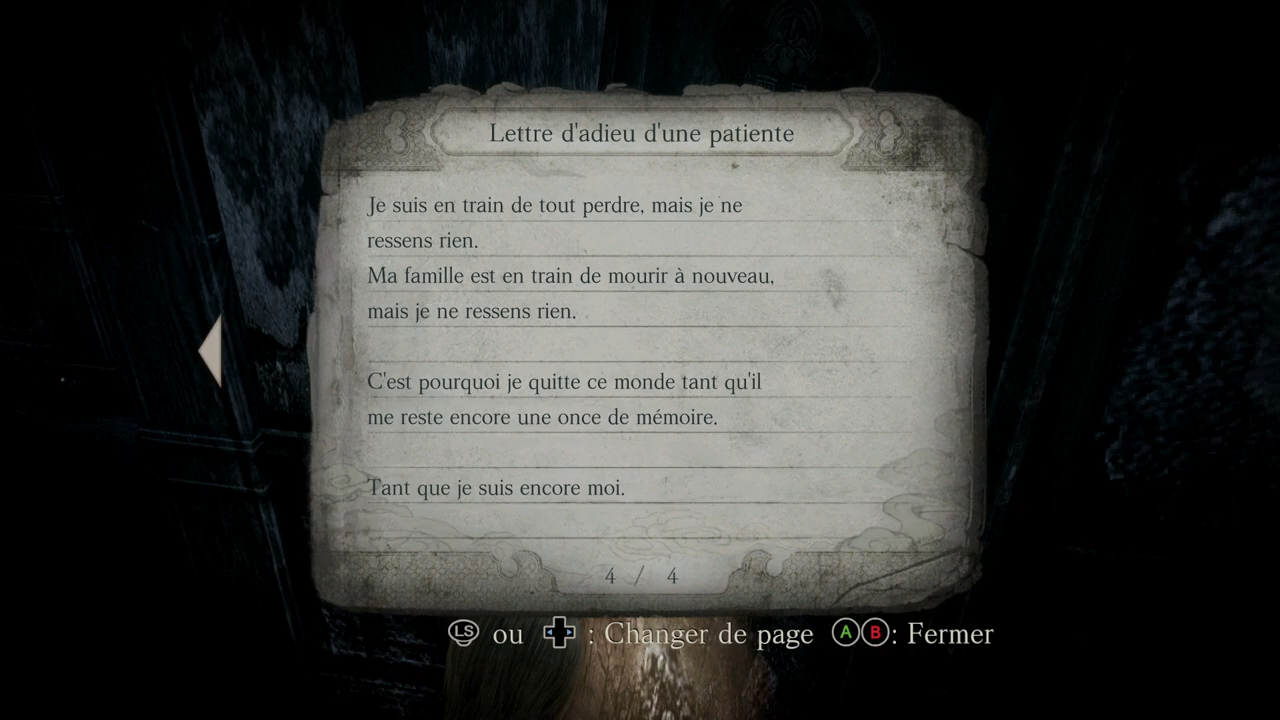 Lettre d'adieu d'une patiente
Je suis en train de tout perdre, mais je ne
ressens rien.
Ma famille est en train de mourir à nouveau,
mais je ne ressens rien.
C'est pourquoi je quitte ce monde tant qu'il
me reste encore une once de mémoire.
Tant que je suis encore moi.
4 / 4
LS ou : Changer de page A B : Fermer